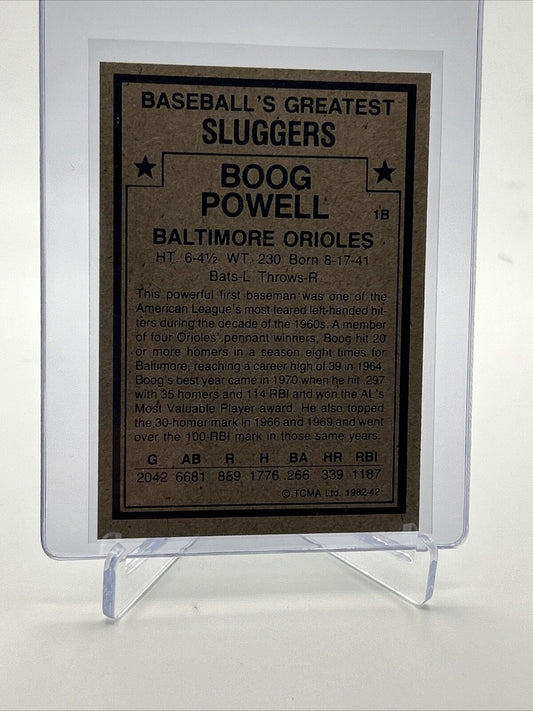 BASEBALL'S GREATEST
SLUGGERS
BOOG
POWELL
1B
BALTIMORE ORIOLES
HT. 6-4½ WT. 230 Born 8-17-41
Bats-L Throws-R
This powerful first baseman was one of the
American League's most feared left-handed hit-
ters during the decade of the 1960s. A member
of four Orioles' pennant winners, Boog hit 20
or more homers in a season eight times for
Baltimore, reaching a career high of 39 in 1964.
Boog's best year came in 1970 when he hit .297
with 35 homers and 114 RBI and won the AL's
Most Valuable Player award. He also topped
the 30-homer mark in 1966 and 1969 and went
over the 100-RBI mark in those same years.
G AB R H BA HR RBI
2042 6681 889 1776 .266 339 1187
© TCMA Ltd. 1982-42